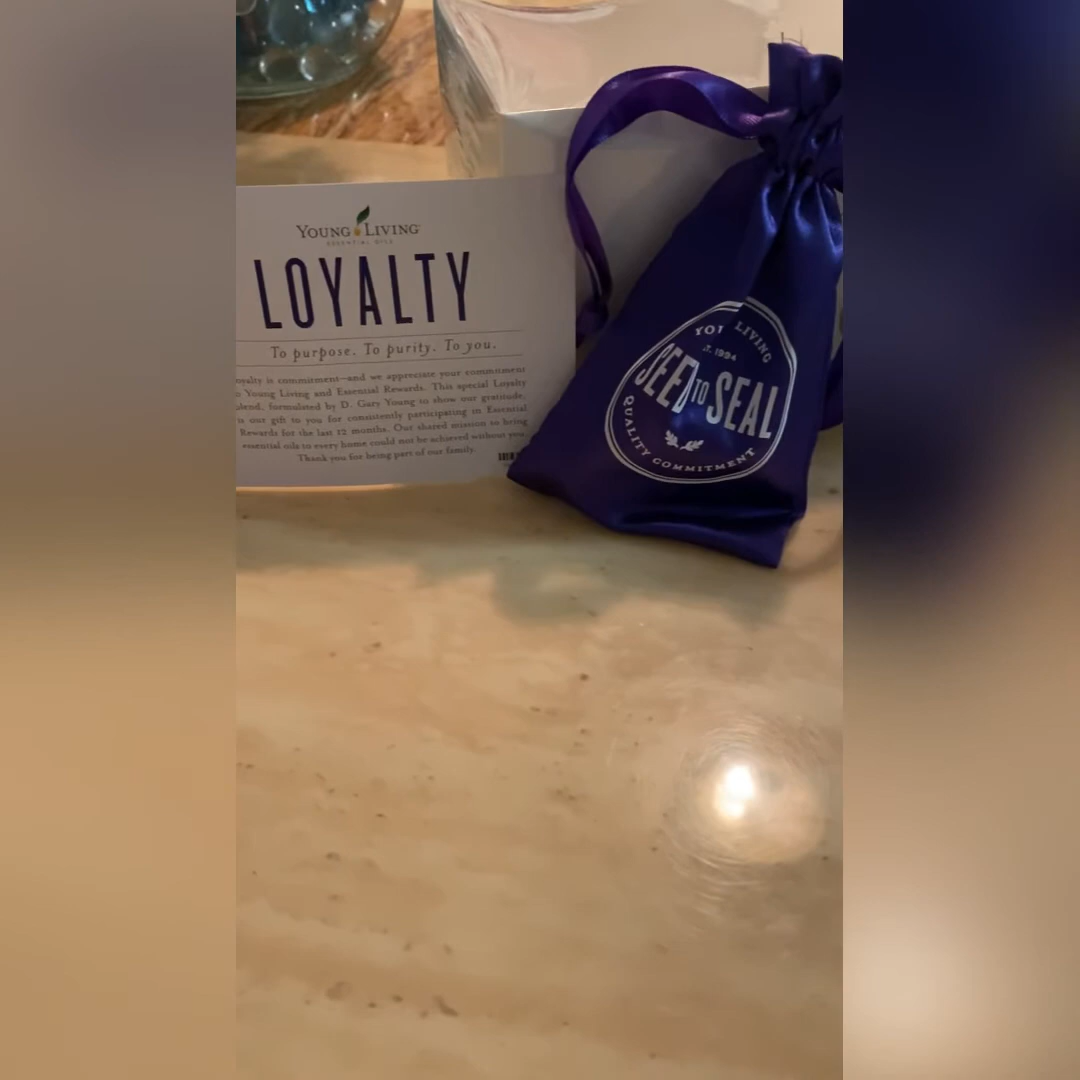 YOUNG LIVING
ESSENTIAL OILS
LOYALTY
To purpose. To purity. To you.
oyalty is commitment—and we appreciate your commitment
Young Living and Essential Rewards. This special Loyalty
blend, formulated by D. Gary Young to show our gratitude,
is our gift to you for consistently participating in Essential
Rewards for the last 12 months. Our shared mission to bring
essential oils to every home could not be achieved without you.
Thank you for being part of our family.
YOU LIVING
T. 1994
SEED TO SEAL
QUALITY COMMITMENT